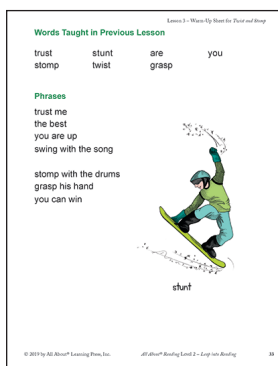 Lesson 3 – Warm-Up Sheet for Twist and Stomp
Words Taught in Previous Lesson
trust stunt are you
stomp twist grasp
Phrases
trust me
the best
you are up
swing with the song
stomp with the drums
grasp his hand
you can win
stunt
© 2019 by All About® Learning Press, Inc. All About® Reading Level 2 – Leap into Reading 33